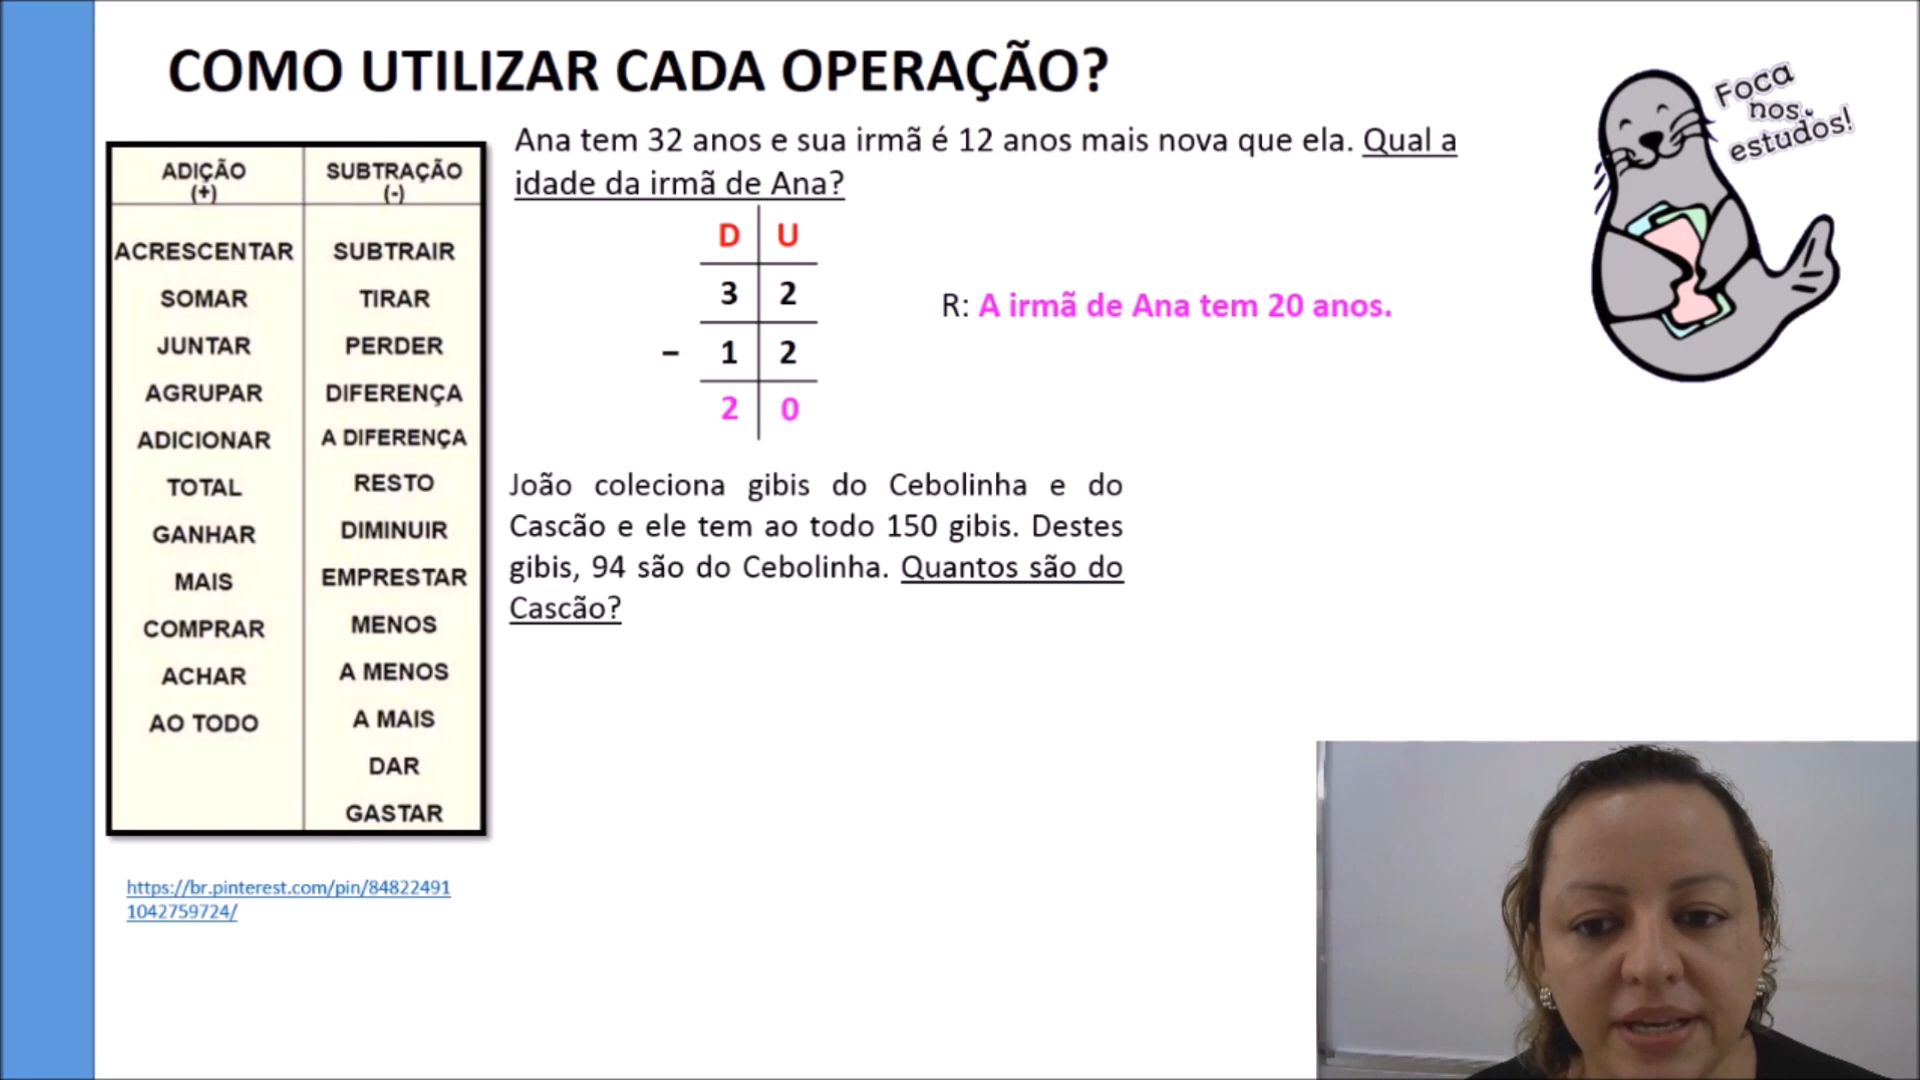 COMO UTILIZAR CADA OPERAÇÃO?
Foca
nos
estudos!
ADIÇÃO
(+)
ACRESCENTAR
SOMAR
JUNTAR
AGRUPAR
ADICIONAR
TOTAL
GANHAR
MAIS
COMPRAR
ACHAR
AO TODO
SUBTRAÇÃO
(-)
SUBTRAIR
TIRAR
PERDER
DIFERENÇA
A DIFERENÇA
RESTO
DIMINUIR
EMPRESTAR
MENOS
A MENOS
A MAIS
DAR
GASTAR
https://br.pinterest.com/pin/84822491
1042759724/
Ana tem 32 anos e sua irmã é 12 anos mais nova que ela. Qual a
idade da irmã de Ana?
D U
3 2
- 1 2
2 0
R: A irmã de Ana tem 20 anos.
João coleciona gibis do Cebolinha e do
Cascão e ele tem ao todo 150 gibis. Destes
gibis, 94 são do Cebolinha. Quantos são do
Cascão?